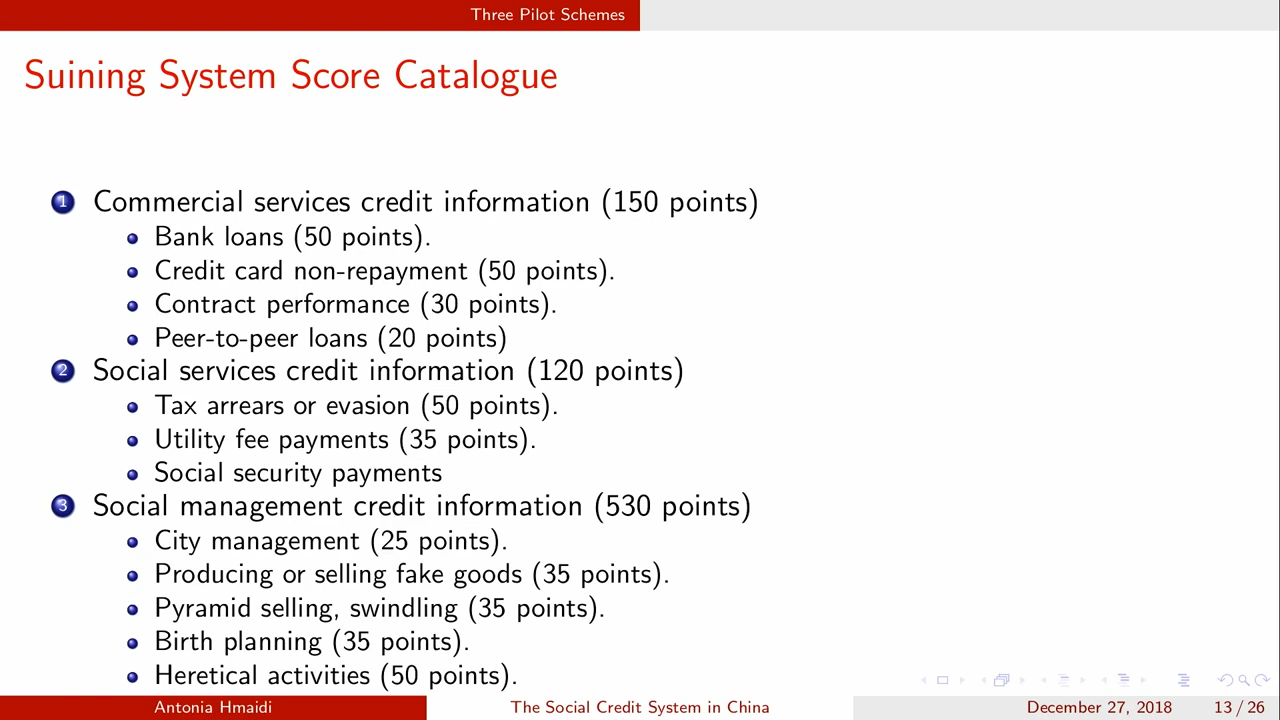 Three Pilot Schemes
Suining System Score Catalogue
1 Commercial services credit information (150 points)
Bank loans (50 points).
Credit card non-repayment (50 points).
Contract performance (30 points).
Peer-to-peer loans (20 points)
2 Social services credit information (120 points)
Tax arrears or evasion (50 points).
Utility fee payments (35 points).
Social security payments
3 Social management credit information (530 points)
City management (25 points).
Producing or selling fake goods (35 points).
Pyramid selling, swindling (35 points).
Birth planning (35 points).
Heretical activities (50 points).
Antonia Hmaidi The Social Credit System in China December 27, 2018 13 / 26